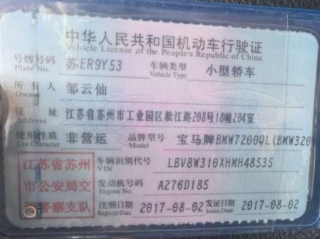 中华人民共和国机动车行驶证
Vehicle License of the People's Republic of China
号牌号码 苏ER9Y53 车辆类型 小型轿车
Plate No. Vehicle Type
所有人 邹云仙
Owner
住址 江苏省苏州市工业园区淞江路208号18幢204室
使用性质 非营运 品牌型号 宝马牌BMW7200QL(BMW320
Use Character Model
江苏省苏州 车辆识别代号 LBV8W310XHMH48535
VIN
市公安局交 发动机号码 A276D185
Engine No.
通警察支队 注册日期 2017-08-02 发证日期 2017-08-02
Register Date Issue Date